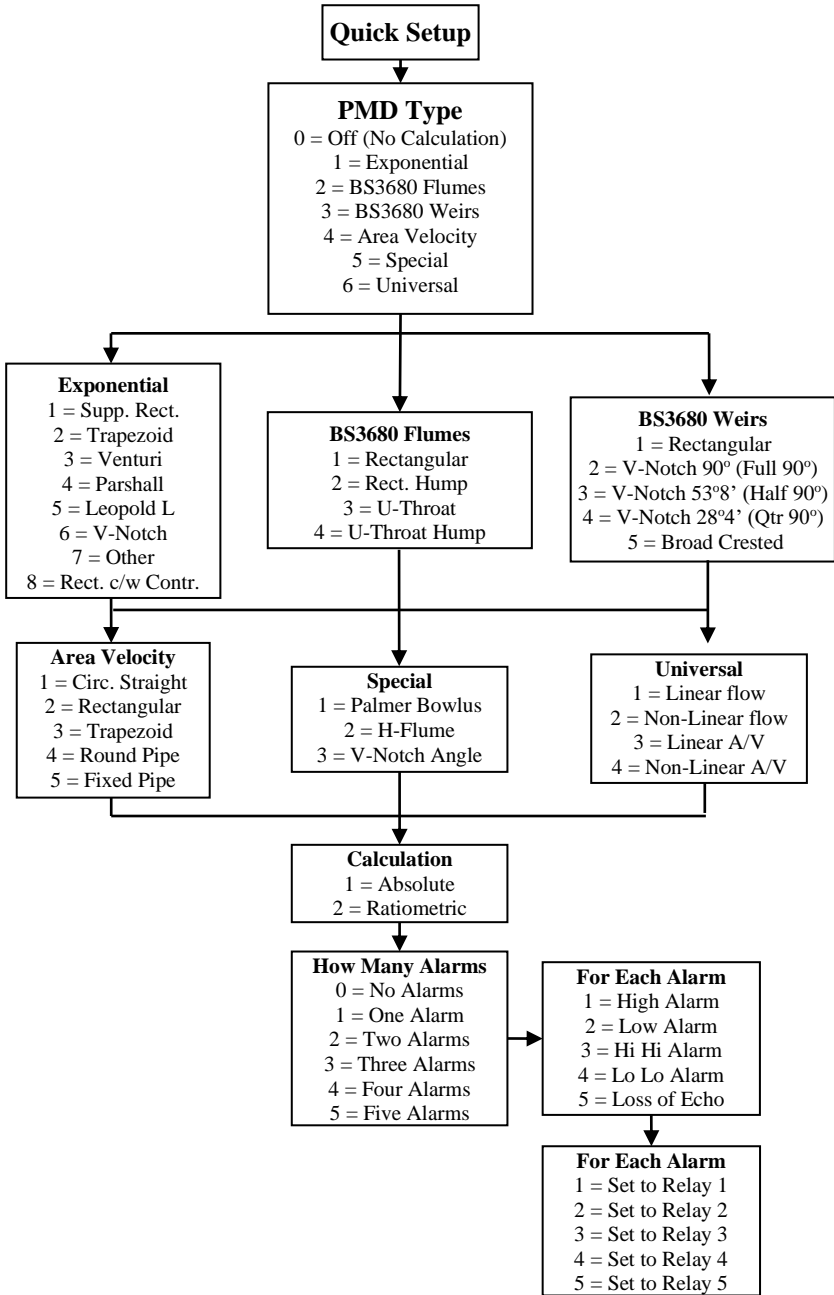 Quick Setup
PMD Type
0 = Off (No Calculation)
1 = Exponential
2 = BS3680 Flumes
3 = BS3680 Weirs
4 = Area Velocity
5 = Special
6 = Universal
Exponential
1 = Supp. Rect.
2 = Trapezoid
3 = Venturi
4 = Parshall
5 = Leopold L
6 = V-Notch
7 = Other
8 = Rect. c/w Contr.
BS3680 Flumes
1 = Rectangular
2 = Rect. Hump
3 = U-Throat
4 = U-Throat Hump
BS3680 Weirs
1 = Rectangular
2 = V-Notch 90º (Full 90º)
3 = V-Notch 53º8’ (Half 90º)
4 = V-Notch 28º4’ (Qtr 90º)
5 = Broad Crested
Area Velocity
1 = Circ. Straight
2 = Rectangular
3 = Trapezoid
4 = Round Pipe
5 = Fixed Pipe
Special
1 = Palmer Bowlus
2 = H-Flume
3 = V-Notch Angle
Universal
1 = Linear flow
2 = Non-Linear flow
3 = Linear A/V
4 = Non-Linear A/V
Calculation
1 = Absolute
2 = Ratiometric
How Many Alarms
0 = No Alarms
1 = One Alarm
2 = Two Alarms
3 = Three Alarms
4 = Four Alarms
5 = Five Alarms
For Each Alarm
1 = High Alarm
2 = Low Alarm
3 = Hi Hi Alarm
4 = Lo Lo Alarm
5 = Loss of Echo
For Each Alarm
1 = Set to Relay 1
2 = Set to Relay 2
3 = Set to Relay 3
4 = Set to Relay 4
5 = Set to Relay 5